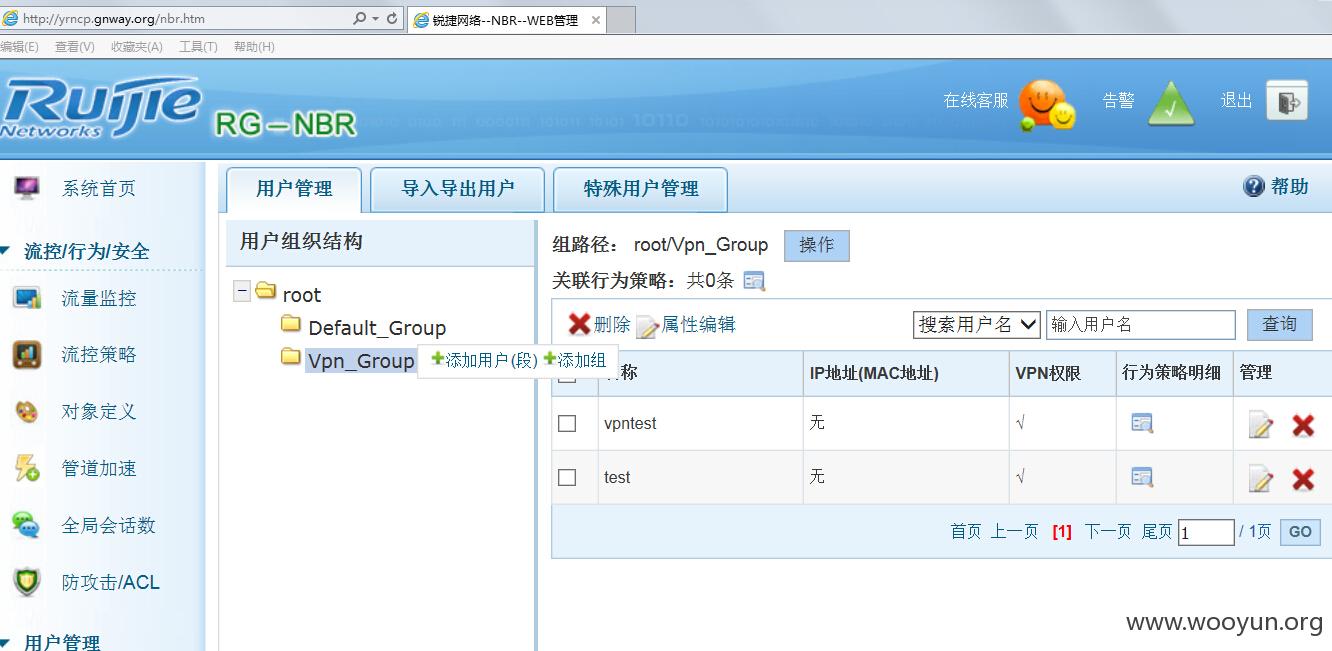 http://yrncp.gnway.org/nbr.htm
锐捷网络--NBR--WEB管理
编辑(E) 查看(V) 收藏夹(A) 工具(T) 帮助(H)
Ruijie
Networks
RG-NBR
在线客服
告警
退出
系统首页
流控/行为/安全
流量监控
流控策略
对象定义
管道加速
全局会话数
防攻击/ACL
用户管理
用户管理 导入导出用户 特殊用户管理
帮助
用户组织结构
root
Default_Group
Vpn_Group
添加用户(段) 添加组
组路径: root/Vpn_Group 操作
关联行为策略: 共0条
删除 属性编辑 搜索用户名 输入用户名 查询
称 IP地址(MAC地址) VPN权限 行为策略明细 管理
vpntest 无 √
test 无 √
首页 上一页 [1] 下一页 尾页 1 / 1页 GO
www.wooyun.org